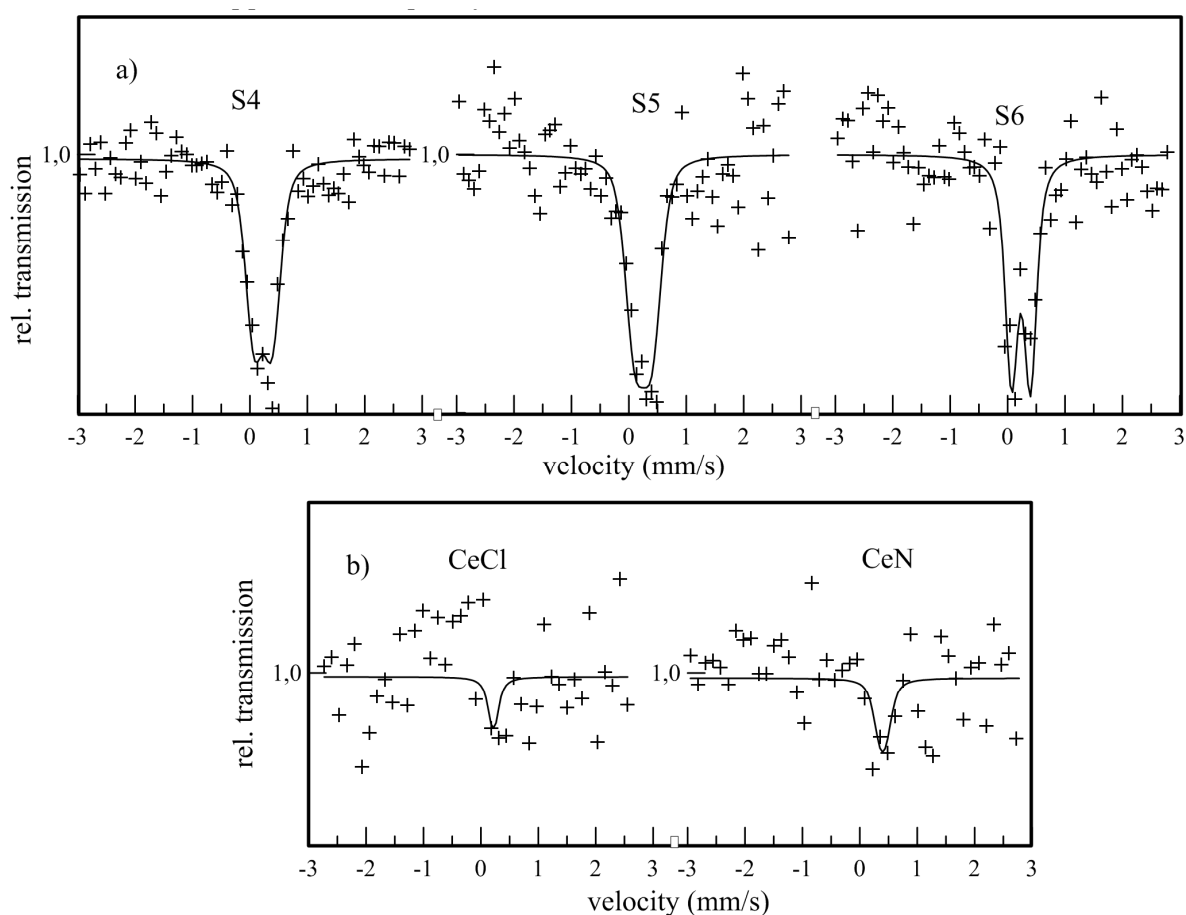 a)
S4
S5
S6
1,0
1,0
rel. transmission
-3 -2 -1 0 1 2 3 -3 -2 -1 0 1 2 3 -3 -2 -1 0 1 2 3
velocity (mm/s)
b)
CeCl
CeN
1,0
1,0
rel. transmission
-3 -2 -1 0 1 2 3 -3 -2 -1 0 1 2 3
velocity (mm/s)